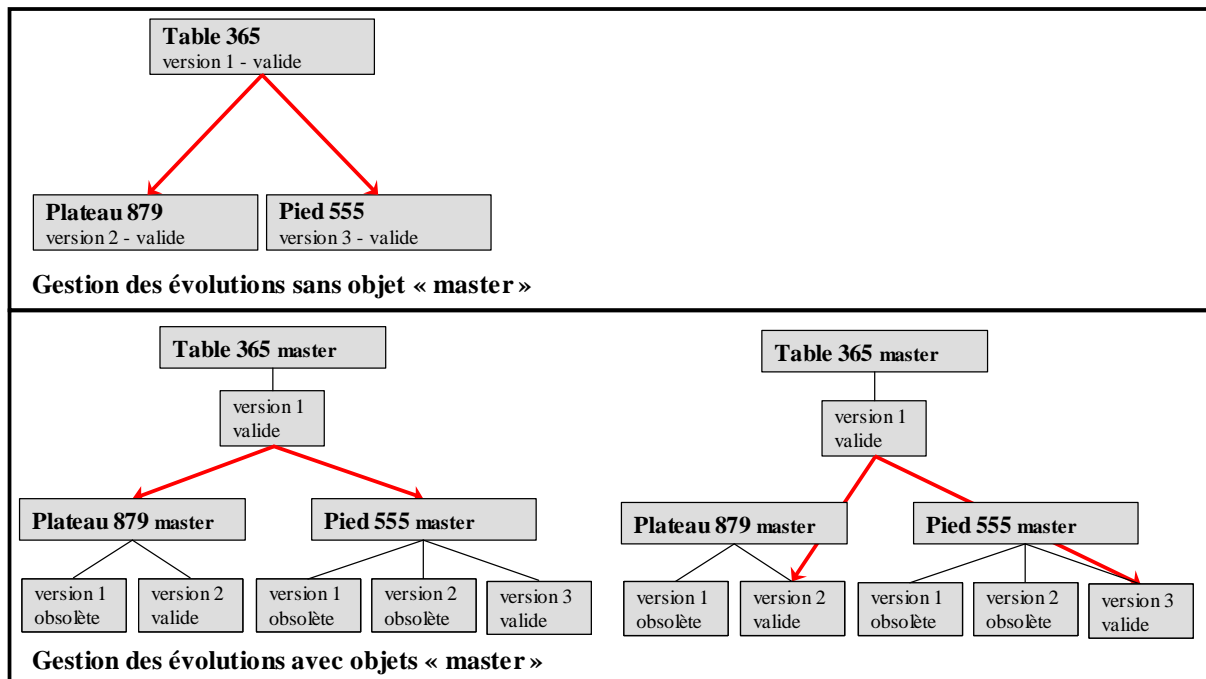 Table 365
version 1 - valide
Plateau 879
version 2 - valide
Pied 555
version 3 - valide
Gestion des évolutions sans objet « master »
Table 365 master
version 1
valide
Plateau 879 master
Pied 555 master
version 1
obsolète
version 2
valide
version 1
obsolète
version 2
obsolète
version 3
valide
Table 365 master
version 1
valide
Plateau 879 master
Pied 555 master
version 1
obsolète
version 2
valide
version 1
obsolète
version 2
obsolète
version 3
valide
Gestion des évolutions avec objets « master »